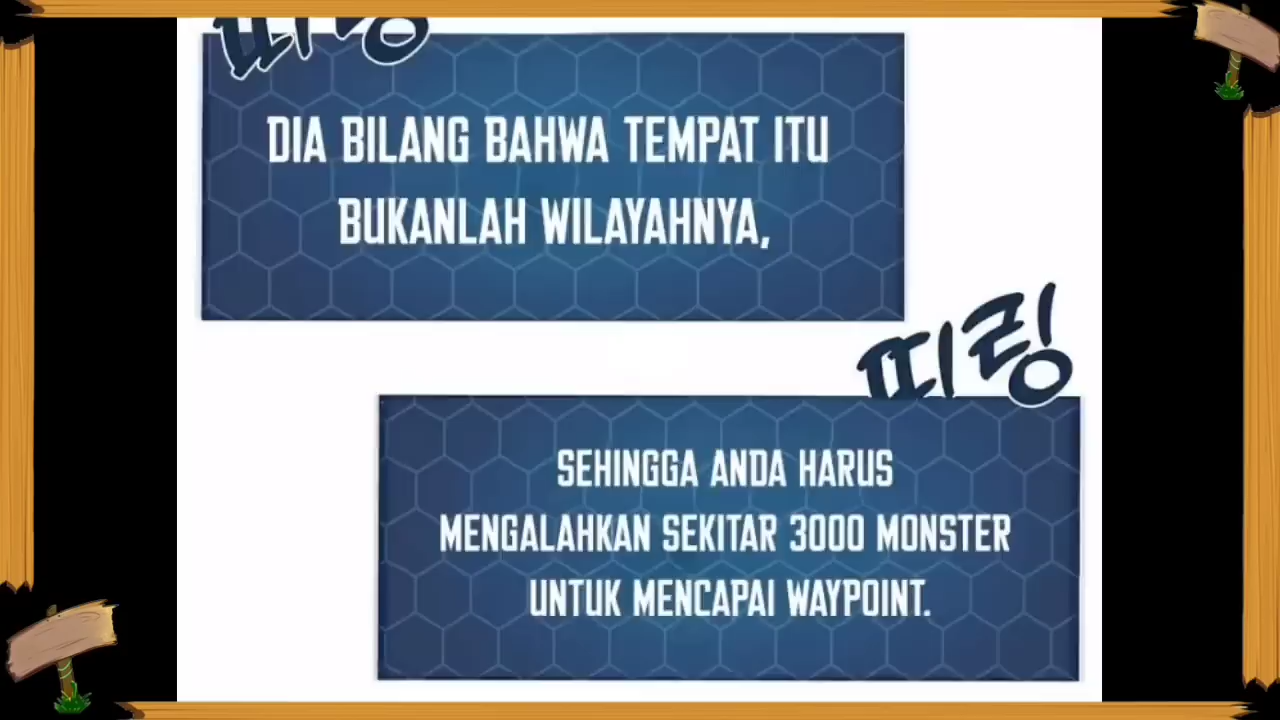 DIA BILANG BAHWA TEMPAT ITU
BUKANLAH WILAYAHNYA,
띠링
SEHINGGA ANDA HARUS
MENGALAHKAN SEKITAR 3000 MONSTER
UNTUK MENCAPAI WAYPOINT.